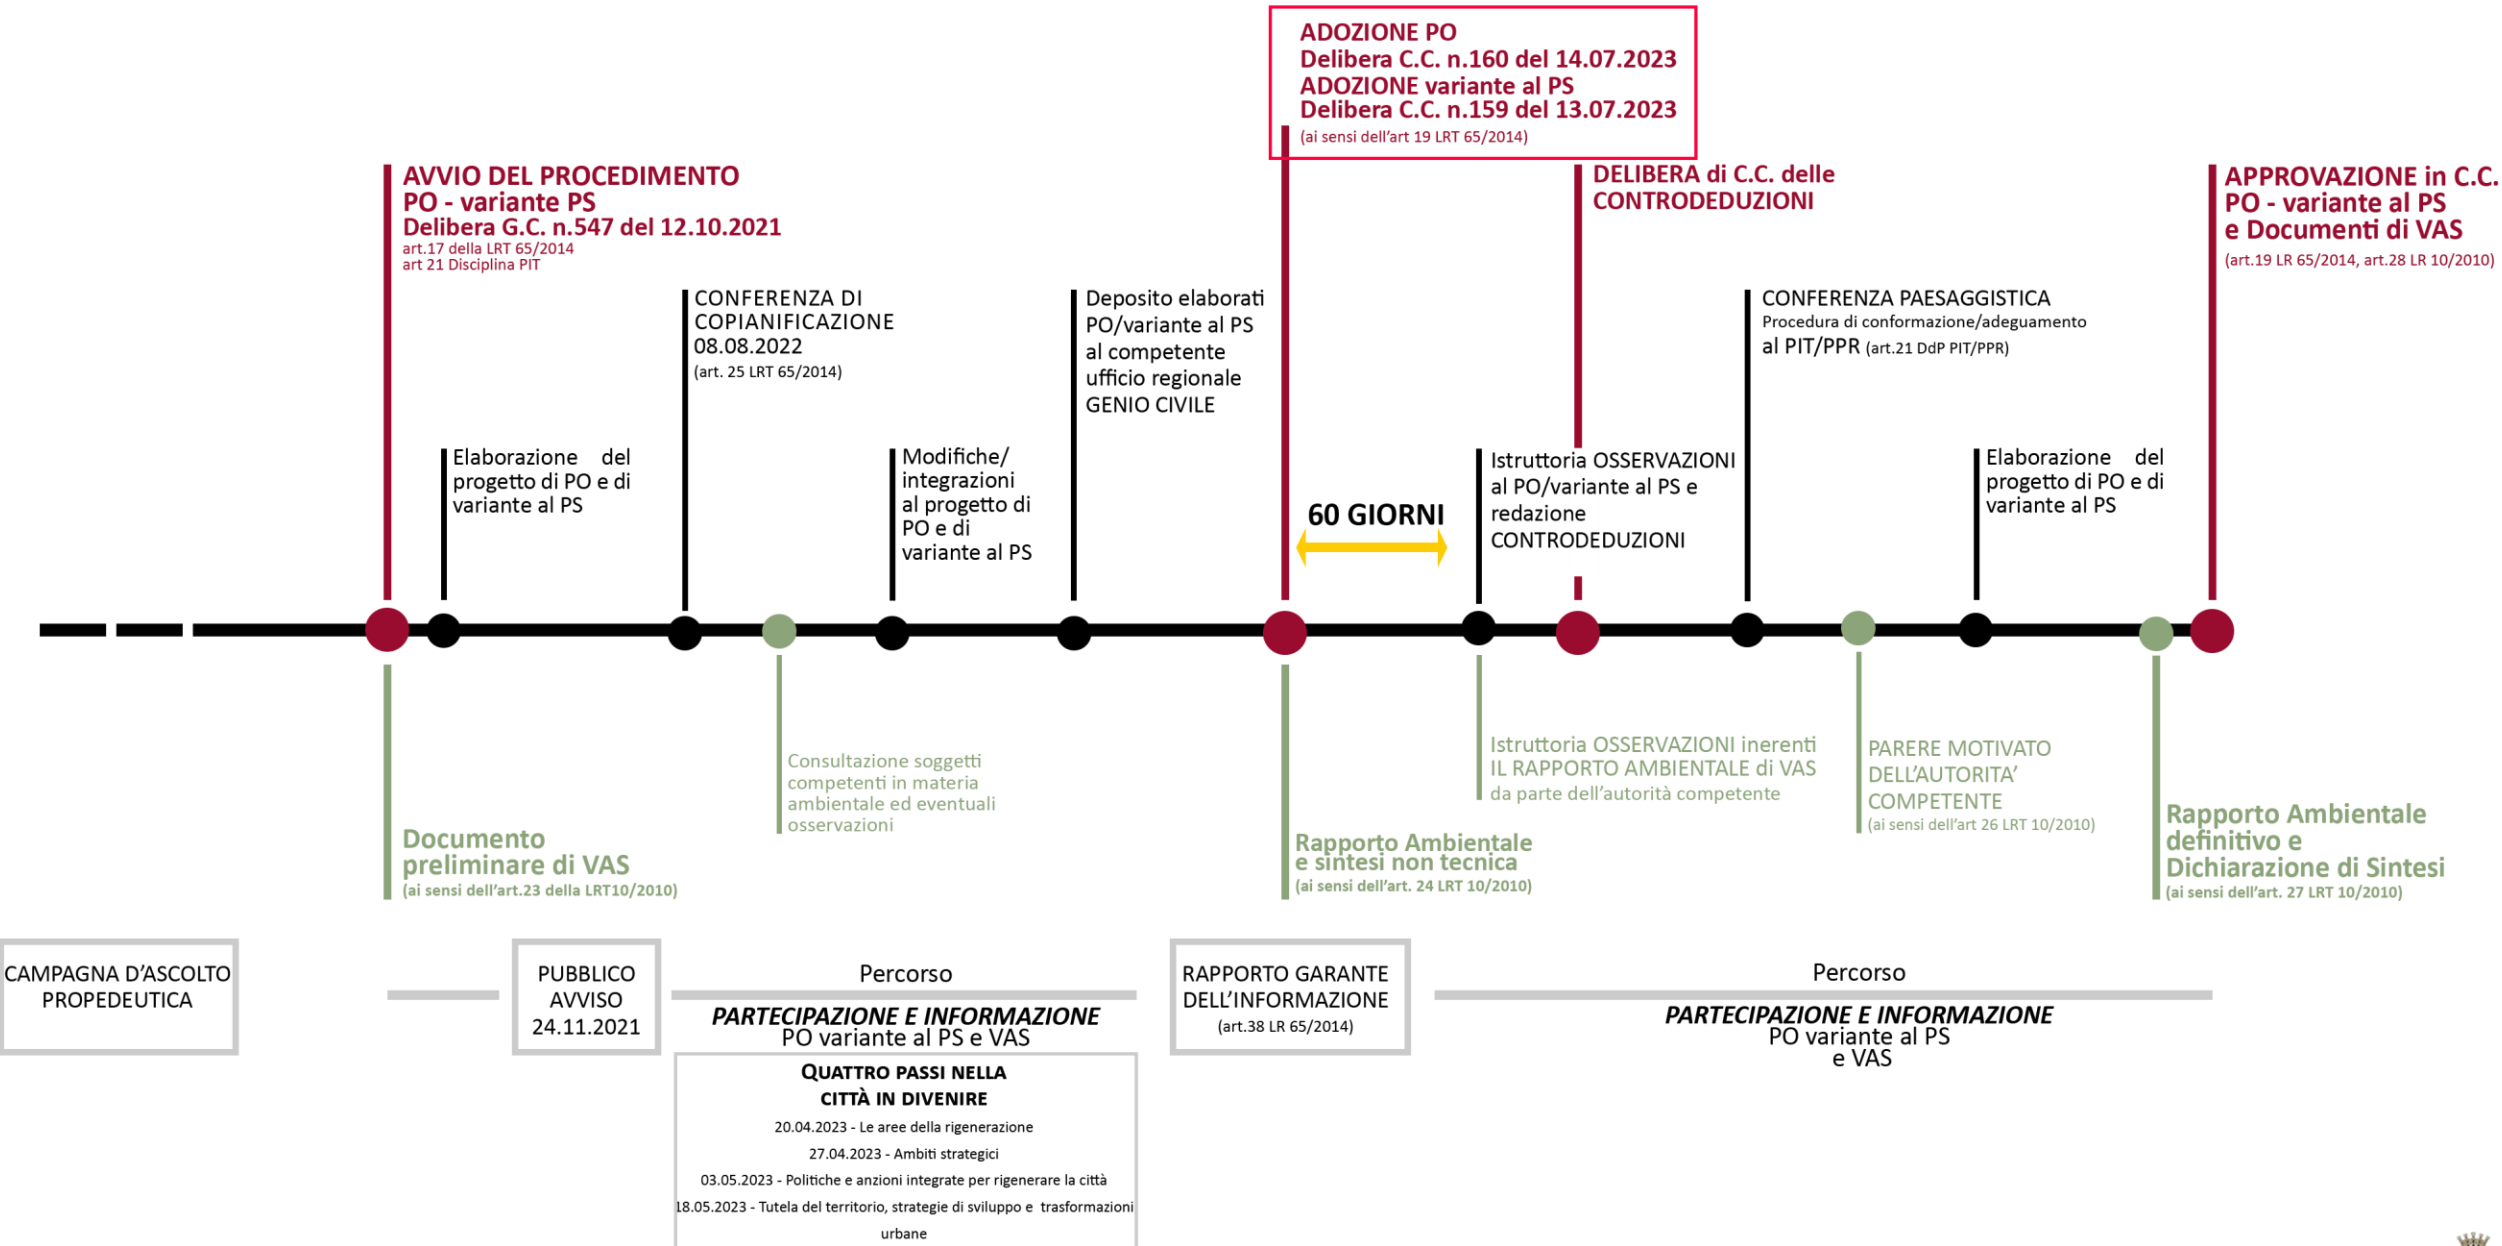 ADOZIONE PO
Delibera C.C. n.160 del 14.07.2023
ADOZIONE variante al PS
Delibera C.C. n.159 del 13.07.2023
(ai sensi dell'art 19 LRT 65/2014)
AVVIO DEL PROCEDIMENTO
PO - variante PS
Delibera G.C. n.547 del 12.10.2021
art.17 della LRT 65/2014
art 21 Disciplina PIT
DELIBERA di C.C. delle
CONTRODEDUZIONI
APPROVAZIONE in C.C.
PO - variante al PS
e Documenti di VAS
(art.19 LR 65/2014, art.28 LR 10/2010)
CONFERENZA DI
COPIANIFICAZIONE
08.08.2022
(art. 25 LRT 65/2014)
Deposito elaborati
PO/variante al PS
al competente
ufficio regionale
GENIO CIVILE
CONFERENZA PAESAGGISTICA
Procedura di conformazione/adeguamento
al PIT/PPR (art.21 DdP PIT/PPR)
Elaborazione del
progetto di PO e di
variante al PS
Modifiche/
integrazioni
al progetto di
PO e di
variante al PS
60 GIORNI
Istruttoria OSSERVAZIONI
al PO/variante al PS e
redazione
CONTRODEDUZIONI
Elaborazione del
progetto di PO e di
variante al PS
Documento
preliminare di VAS
(ai sensi dell'art.23 della LRT10/2010)
Consultazione soggetti
competenti in materia
ambientale ed eventuali
osservazioni
Rapporto Ambientale
e sintesi non tecnica
(ai sensi dell'art. 24 LRT 10/2010)
Istruttoria OSSERVAZIONI inerenti
IL RAPPORTO AMBIENTALE di VAS
da parte dell'autorità competente
PARERE MOTIVATO
DELL'AUTORITA'
COMPETENTE
(ai sensi dell'art 26 LRT 10/2010)
Rapporto Ambientale
definitivo e
Dichiarazione di Sintesi
(ai sensi dell'art. 27 LRT 10/2010)
CAMPAGNA D'ASCOLTO
PROPEDEUTICA
PUBBLICO
AVVISO
24.11.2021
Percorso
PARTECIPAZIONE E INFORMAZIONE
PO variante al PS e VAS
QUATTRO PASSI NELLA
CITTÀ IN DIVENIRE
20.04.2023 - Le aree della rigenerazione
27.04.2023 - Ambiti strategici
03.05.2023 - Politiche e anzioni integrate per rigenerare la città
18.05.2023 - Tutela del territorio, strategie di sviluppo e trasformazioni
urbane
RAPPORTO GARANTE
DELL'INFORMAZIONE
(art.38 LR 65/2014)
Percorso
PARTECIPAZIONE E INFORMAZIONE
PO variante al PS
e VAS